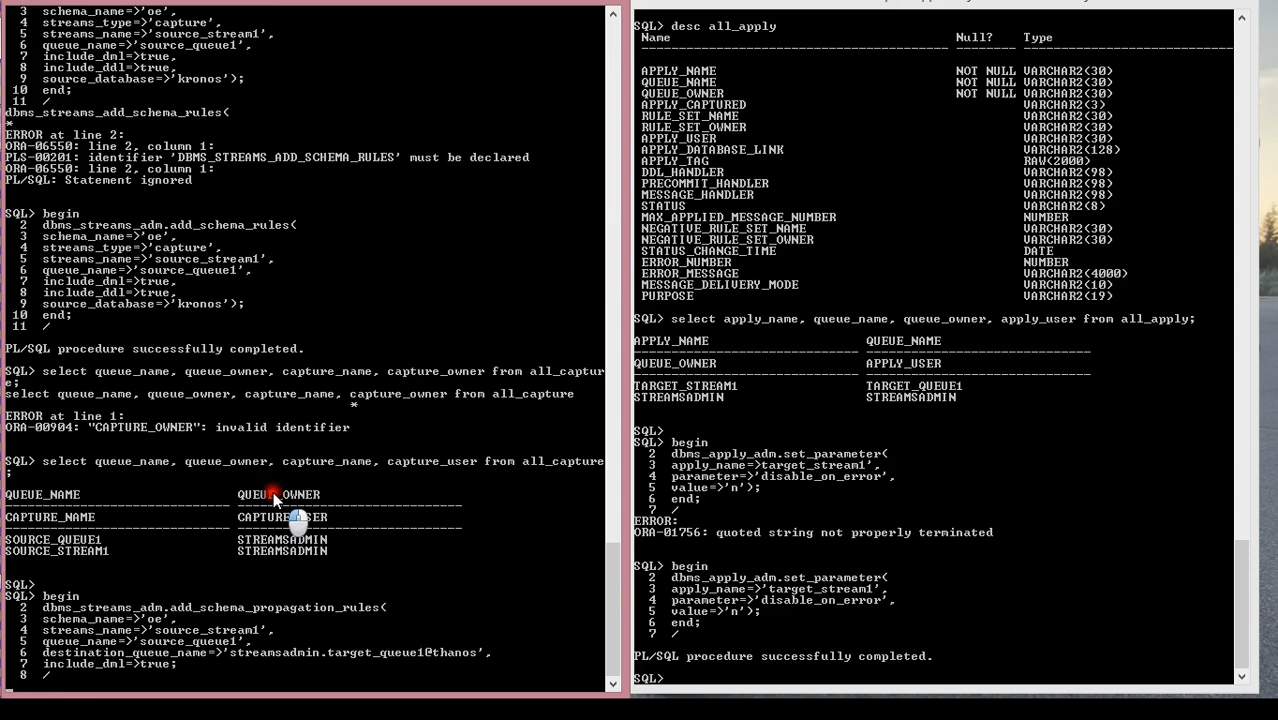 3  schema_name=>'oe',
4  streams_type=>'capture',
5  streams_name=>'source_stream1',
6  queue_name=>'source_queue1',
7  include_dml=>true,
8  include_ddl=>true,
9  source_database=>'kronos');
10  end;
11  /
dbms_streams_add_schema_rules(
*
ERROR at line 2:
ORA-06550: line 2, column 1:
PLS-00201: identifier 'DBMS_STREAMS_ADD_SCHEMA_RULES' must be declared
ORA-06550: line 2, column 1:
PL/SQL: Statement ignored
SQL> begin
2  dbms_streams_adm.add_schema_rules(
3  schema_name=>'oe',
4  streams_type=>'capture',
5  streams_name=>'source_stream1',
6  queue_name=>'source_queue1',
7  include_dml=>true,
8  include_ddl=>true,
9  source_database=>'kronos');
10  end;
11  /
PL/SQL procedure successfully completed.
SQL> select queue_name, queue_owner, capture_name, capture_owner from all_captur
e;
select queue_name, queue_owner, capture_name, capture_owner from all_capture
*
ERROR at line 1:
ORA-00904: "CAPTURE_OWNER": invalid identifier
SQL> select queue_name, queue_owner, capture_name, capture_user from all_capture
;
QUEUE_NAME QUEUE_OWNER
------------------------------ ------------------------------
CAPTURE_NAME CAPTURE_USER
------------------------------ ------------------------------
SOURCE_QUEUE1 STREAMSADMIN
SOURCE_STREAM1 STREAMSADMIN
SQL>
SQL> begin
2  dbms_streams_adm.add_schema_propagation_rules(
3  schema_name=>'oe',
4  streams_name=>'source_stream1',
5  queue_name=>'source_queue1',
6  destination_queue_name=>'streamsadmin.target_queue1@thanos',
7  include_dml=>true;
8  /
SQL> desc all_apply
Name Null? Type
----------------------------------------- -------- ----------------------------
APPLY_NAME NOT NULL VARCHAR2(30)
QUEUE_NAME NOT NULL VARCHAR2(30)
QUEUE_OWNER NOT NULL VARCHAR2(30)
APPLY_CAPTURED VARCHAR2(3)
RULE_SET_NAME VARCHAR2(30)
RULE_SET_OWNER VARCHAR2(30)
APPLY_USER VARCHAR2(30)
APPLY_DATABASE_LINK VARCHAR2(128)
APPLY_TAG RAW(2000)
DDL_HANDLER VARCHAR2(98)
PRECOMMIT_HANDLER VARCHAR2(98)
MESSAGE_HANDLER VARCHAR2(98)
STATUS VARCHAR2(8)
MAX_APPLIED_MESSAGE_NUMBER NUMBER
NEGATIVE_RULE_SET_NAME VARCHAR2(30)
NEGATIVE_RULE_SET_OWNER VARCHAR2(30)
STATUS_CHANGE_TIME DATE
ERROR_NUMBER NUMBER
ERROR_MESSAGE VARCHAR2(4000)
MESSAGE_DELIVERY_MODE VARCHAR2(10)
PURPOSE VARCHAR2(19)
SQL> select apply_name, queue_name, queue_owner, apply_user from all_apply;
APPLY_NAME QUEUE_NAME
------------------------------ ------------------------------
QUEUE_OWNER APPLY_USER
------------------------------ ------------------------------
TARGET_STREAM1 TARGET_QUEUE1
STREAMSADMIN STREAMSADMIN
SQL>
SQL> begin
2  dbms_apply_adm.set_parameter(
3  apply_name=>target_stream1',
4  parameter=>'disable_on_error',
5  value=>'n');
6  end;
7  /
ERROR:
ORA-01756: quoted string not properly terminated
SQL> begin
2  dbms_apply_adm.set_parameter(
3  apply_name=>'target_stream1',
4  parameter=>'disable_on_error',
5  value=>'n');
6  end;
7  /
PL/SQL procedure successfully completed.
SQL>